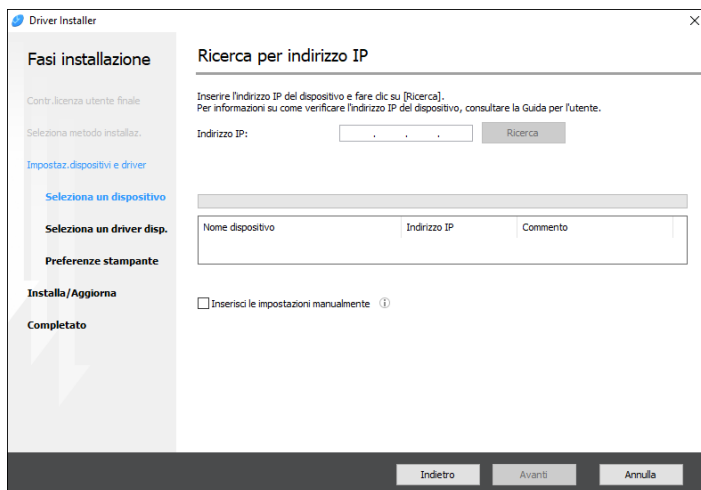 Driver Installer
Fasi installazione
Contr.licenza utente finale
Seleziona metodo installaz.
Impostaz.dispositivi e driver
Seleziona un dispositivo
Seleziona un driver disp.
Preferenze stampante
Installa/Aggiorna
Completato
Ricerca per indirizzo IP
Inserire l'indirizzo IP del dispositivo e fare clic su [Ricerca].
Per informazioni su come verificare l'indirizzo IP del dispositivo, consultare la Guida per l'utente.
Indirizzo IP: . . . Ricerca
Nome dispositivo Indirizzo IP Commento
Inserisci le impostazioni manualmente
Indietro Avanti Annulla